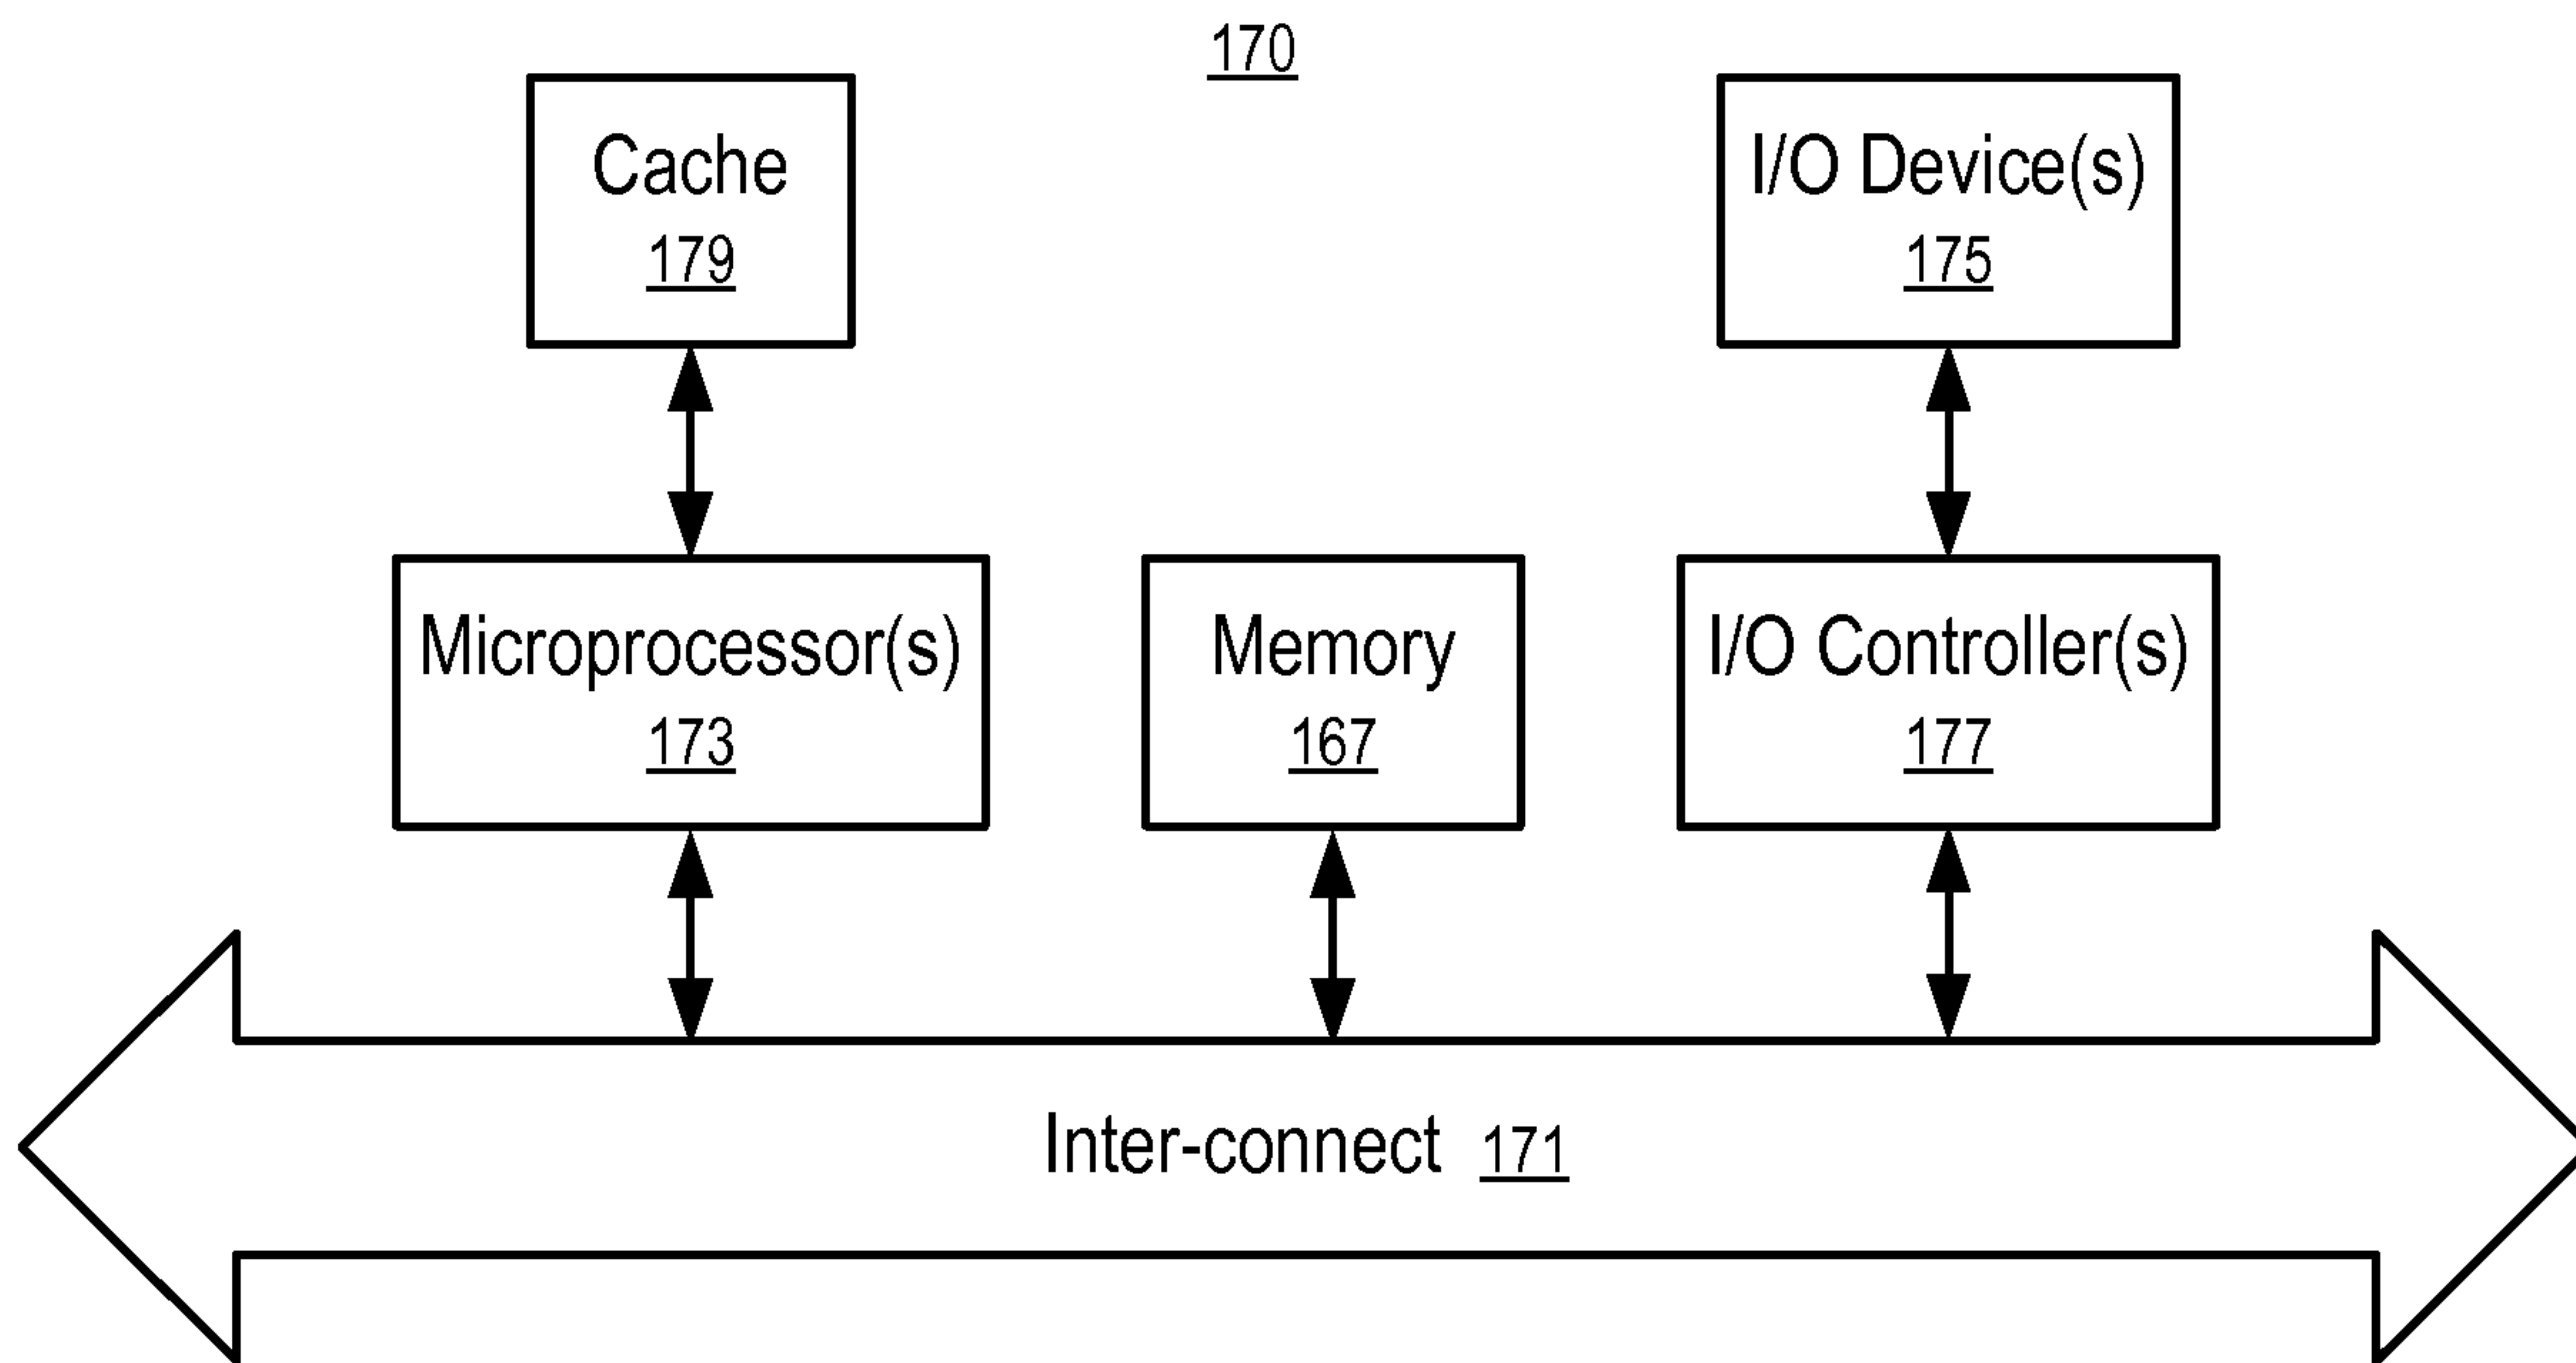 170
Cache
179
I/O Device(s)
175
Microprocessor(s)
173
Memory
167
I/O Controller(s)
177
Inter-connect 171